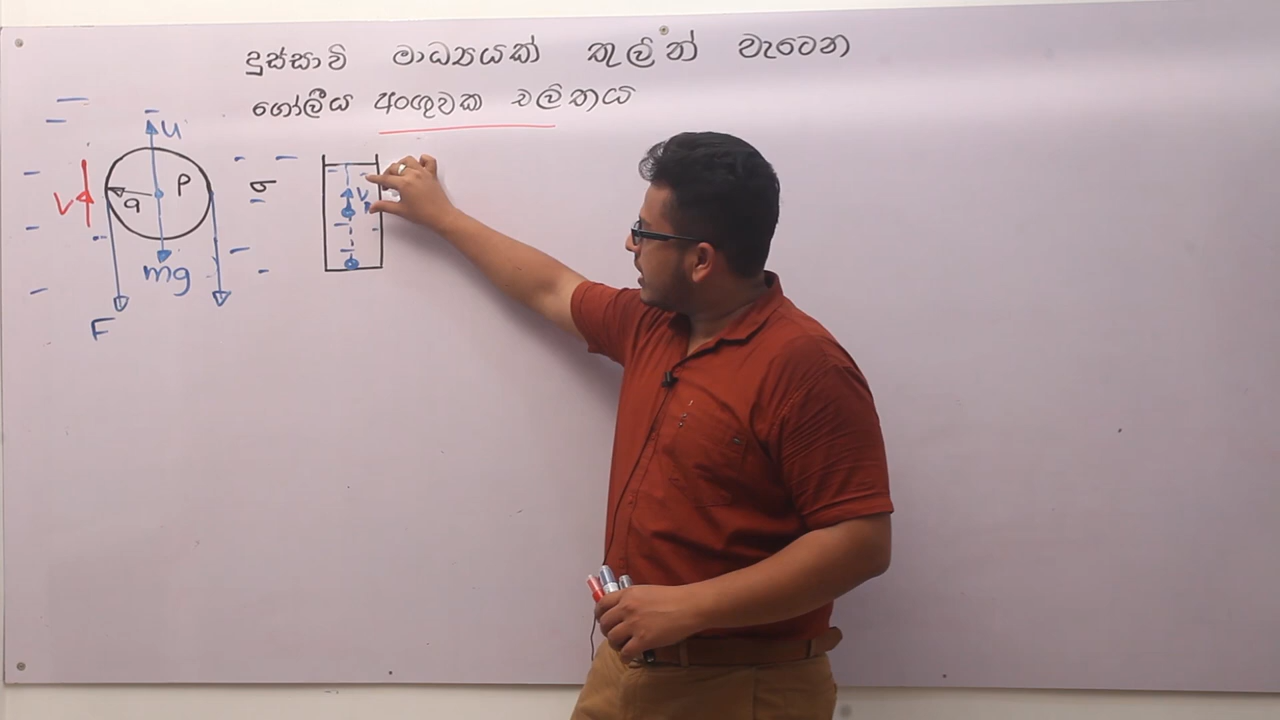 දුස්සාවි මාධ්‍යයක් තුලින් වැටෙන
ගෝලීය අංශුවක චලිතය
U
V
a
ρ
σ
V
mg
F